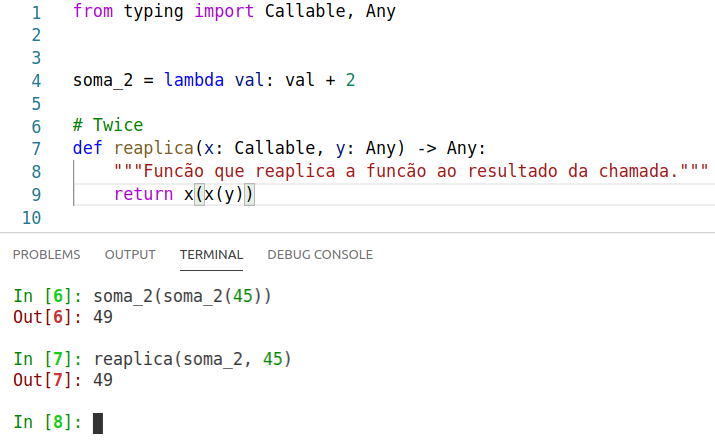 1 from typing import Callable, Any
2
3
4 soma_2 = lambda val: val + 2
5
6 # Twice
7 def reaplica(x: Callable, y: Any) -> Any:
8     """Funcão que reaplica a funcão ao resultado da chamada."""
9     return x(x(y))
10
PROBLEMS OUTPUT TERMINAL DEBUG CONSOLE
In [6]: soma_2(soma_2(45))
Out[6]: 49
In [7]: reaplica(soma_2, 45)
Out[7]: 49
In [8]: